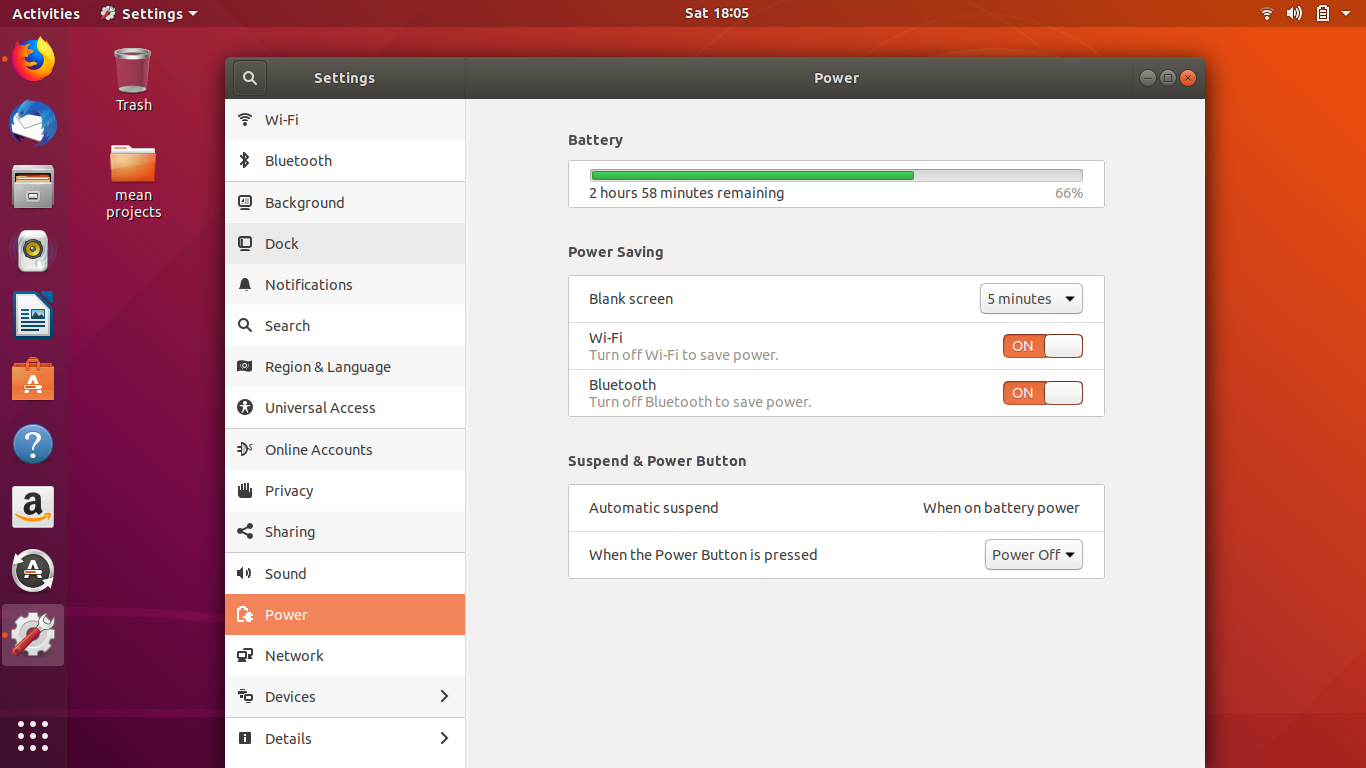 Activities
Settings
Sat 18:05
Trash
mean
projects
Settings
Power
Wi-Fi
Bluetooth
Background
Dock
Notifications
Search
Region & Language
Universal Access
Online Accounts
Privacy
Sharing
Sound
Power
Network
Devices
Details
Battery
2 hours 58 minutes remaining
66%
Power Saving
Blank screen
5 minutes
Wi-Fi
Turn off Wi-Fi to save power.
ON
Bluetooth
Turn off Bluetooth to save power.
ON
Suspend & Power Button
Automatic suspend
When on battery power
When the Power Button is pressed
Power Off